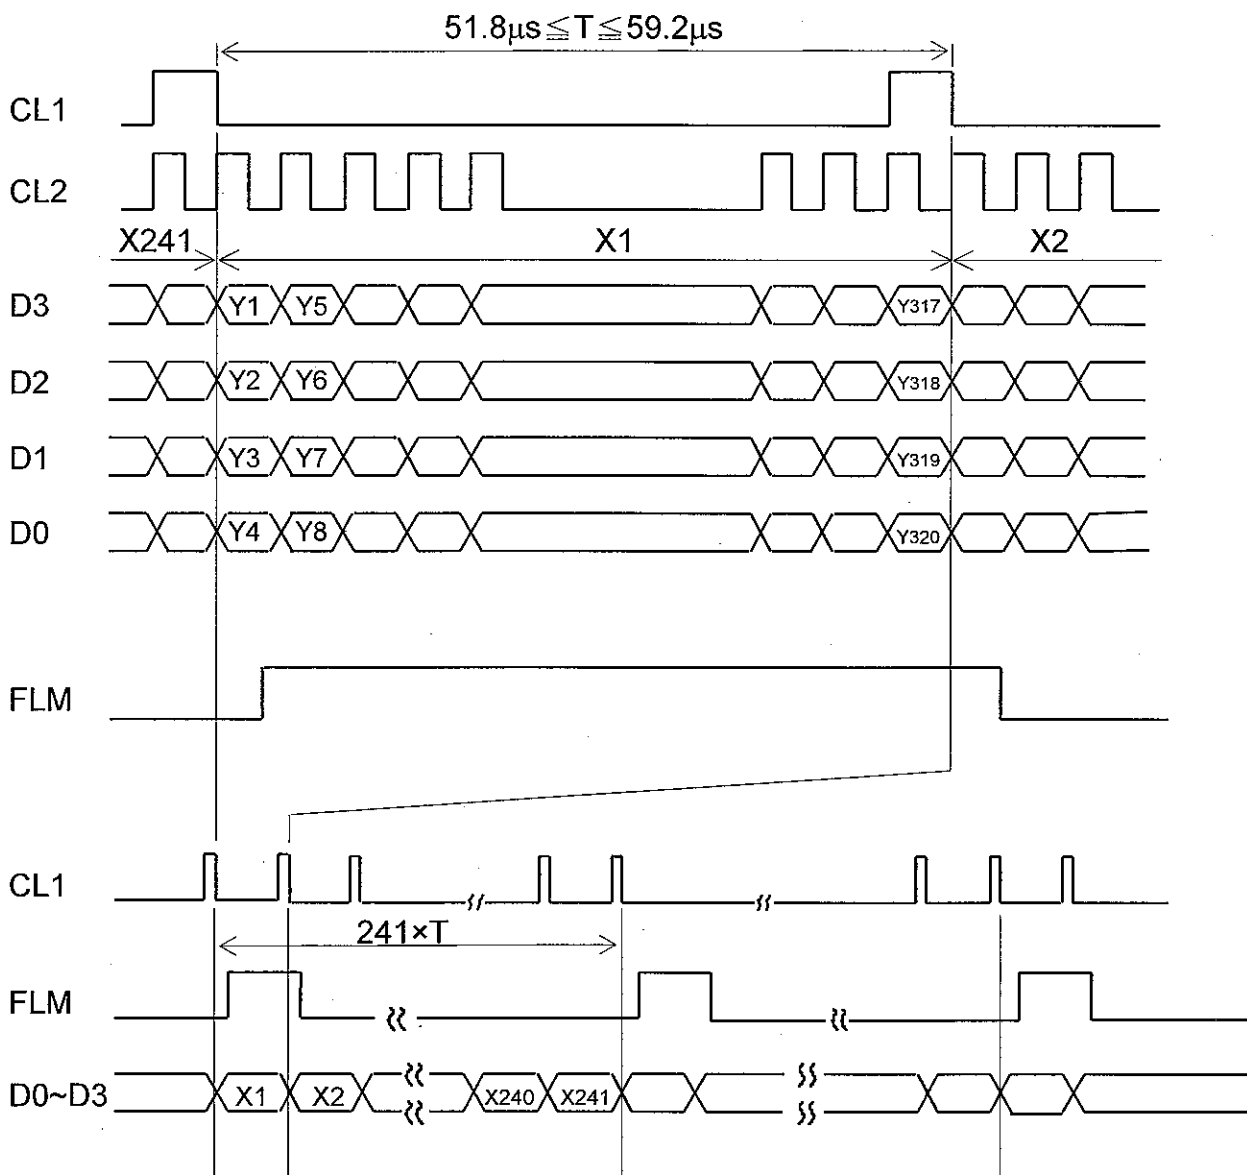 51.8μs≦T≦59.2μs
CL1
CL2
X241 X1 X2
D3 Y1 Y5 Y317
D2 Y2 Y6 Y318
D1 Y3 Y7 Y319
D0 Y4 Y8 Y320
FLM
CL1
241×T
FLM
D0~D3 X1 X2 X240 X241